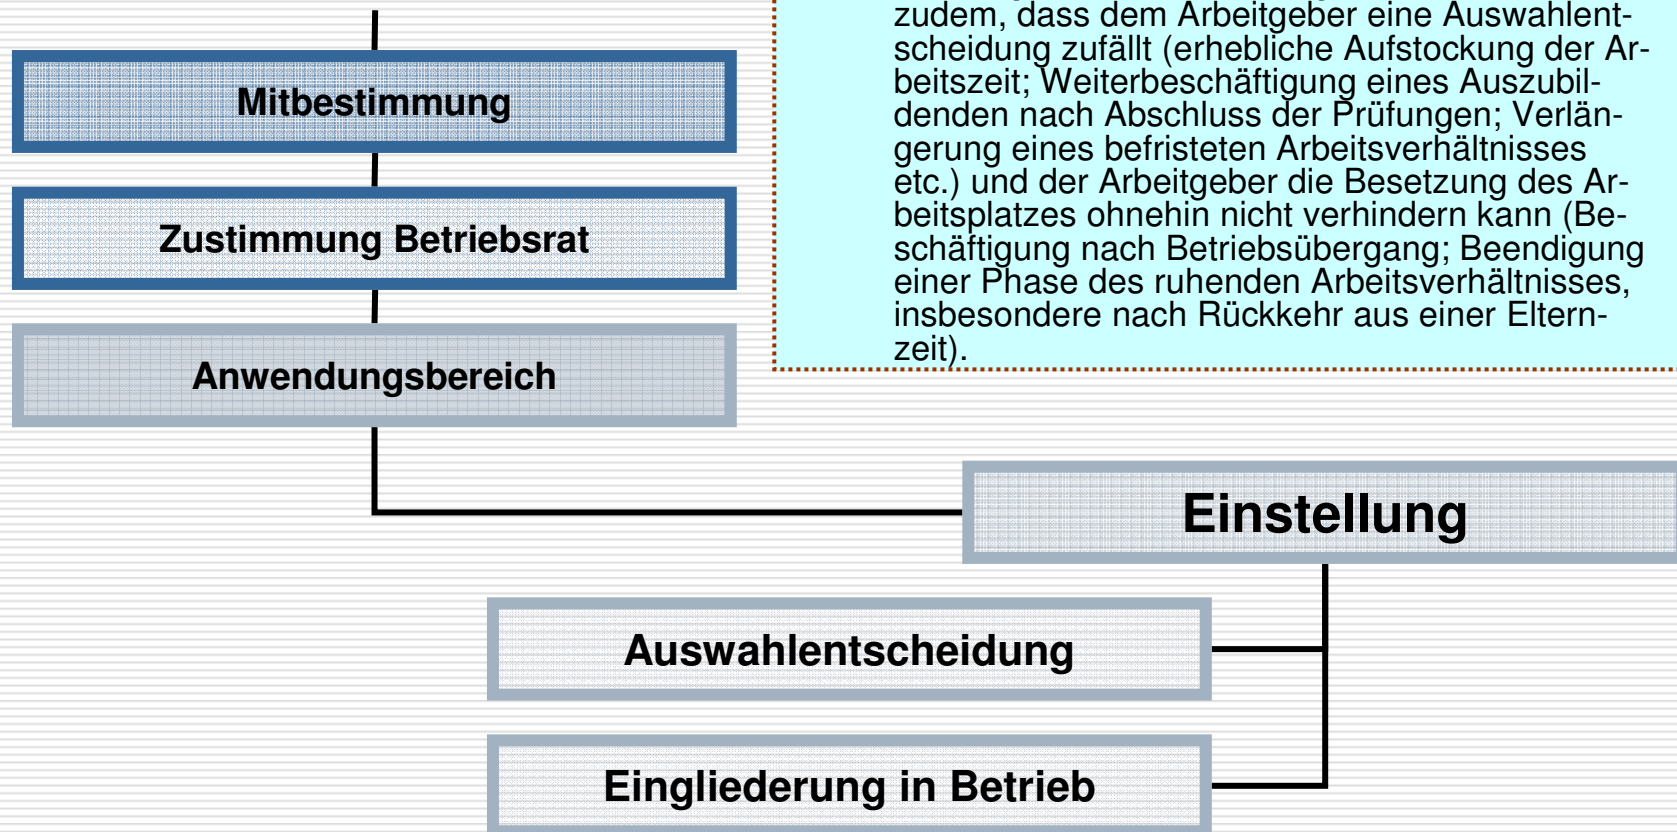 zudem, dass dem Arbeitgeber eine Auswahlent-
scheidung zufällt (erhebliche Aufstockung der Ar-
beitszeit; Weiterbeschäftigung eines Auszubil-
denden nach Abschluss der Prüfungen; Verlän-
gerung eines befristeten Arbeitsverhältnisses
etc.) und der Arbeitgeber die Besetzung des Ar-
beitsplatzes ohnehin nicht verhindern kann (Be-
schäftigung nach Betriebsübergang; Beendigung
einer Phase des ruhenden Arbeitsverhältnisses,
insbesondere nach Rückkehr aus einer Eltern-
zeit).
Mitbestimmung
Zustimmung Betriebsrat
Anwendungsbereich
Einstellung
Auswahlentscheidung
Eingliederung in Betrieb